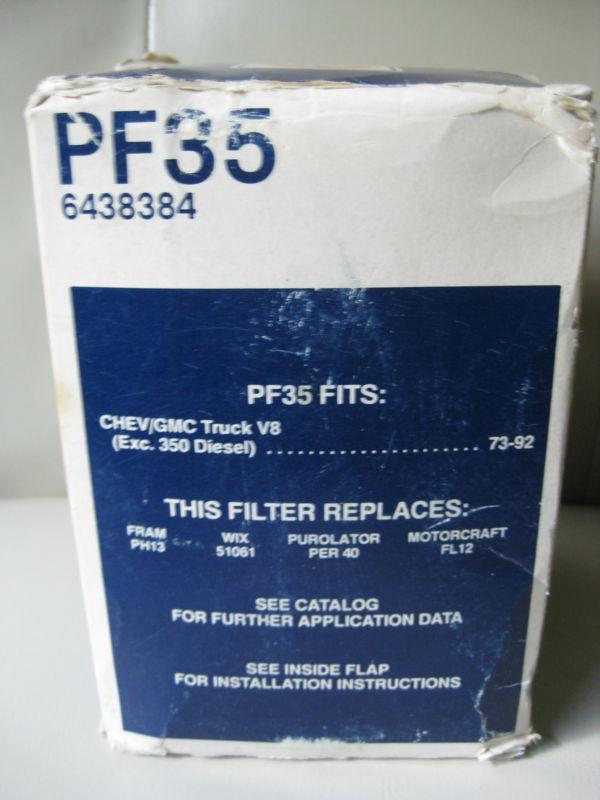 PF35
6438384
PF35 FITS:
CHEV/GMC Truck V8
(Exc. 350 Diesel) ........................ 73-92
THIS FILTER REPLACES:
FRAM WIX PUROLATOR MOTORCRAFT
PH13 51061 PER 40 FL12
SEE CATALOG
FOR FURTHER APPLICATION DATA
SEE INSIDE FLAP
FOR INSTALLATION INSTRUCTIONS